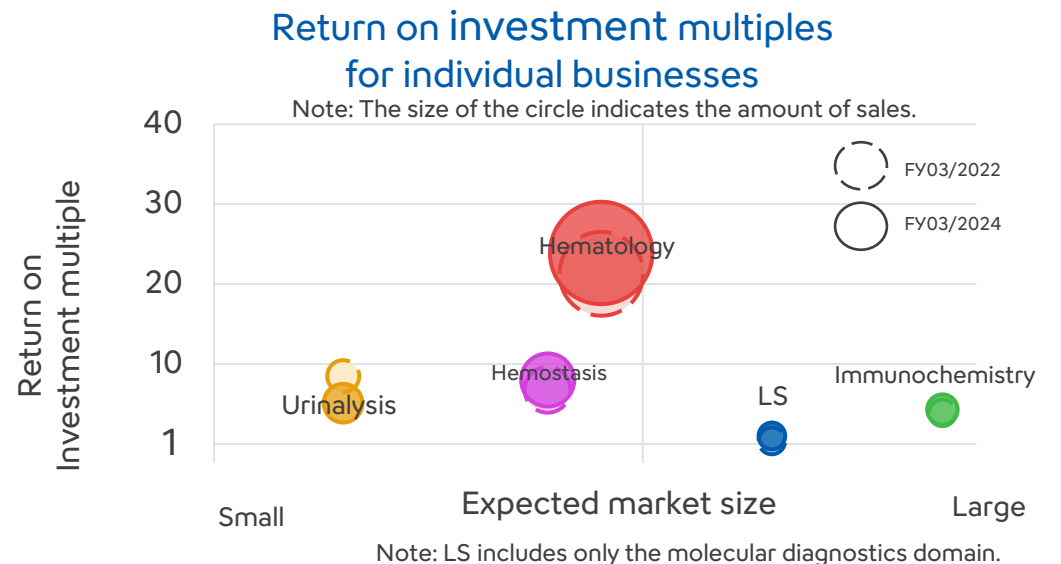 Return on investment multiples
for individual businesses
Note: The size of the circle indicates the amount of sales.
Return on
Investment multiple
40
30
20
10
1
FY03/2022
FY03/2024
Hematology
Hemostasis
Urinalysis
LS
Immunochemistry
Small
Expected market size
Large
Note: LS includes only the molecular diagnostics domain.